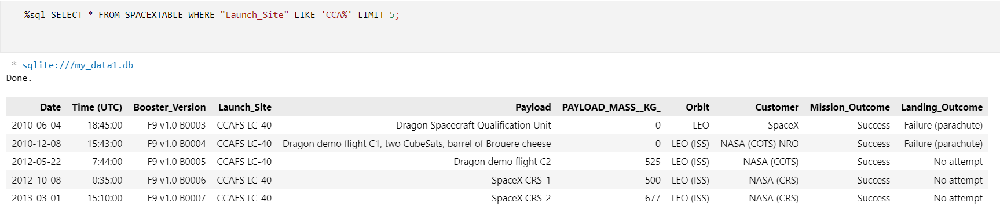 %sql SELECT * FROM SPACEXTABLE WHERE "Launch_Site" LIKE 'CCA%' LIMIT 5;
* sqlite:///my_data1.db
Done.
Date Time (UTC) Booster_Version Launch_Site Payload PAYLOAD_MASS__KG_ Orbit Customer Mission_Outcome Landing_Outcome
2010-06-04 18:45:00 F9 v1.0 B0003 CCAFS LC-40 Dragon Spacecraft Qualification Unit 0 LEO SpaceX Success Failure (parachute)
2010-12-08 15:43:00 F9 v1.0 B0004 CCAFS LC-40 Dragon demo flight C1, two CubeSats, barrel of Brouere cheese 0 LEO (ISS) NASA (COTS) NRO Success Failure (parachute)
2012-05-22 7:44:00 F9 v1.0 B0005 CCAFS LC-40 Dragon demo flight C2 525 LEO (ISS) NASA (COTS) Success No attempt
2012-10-08 0:35:00 F9 v1.0 B0006 CCAFS LC-40 SpaceX CRS-1 500 LEO (ISS) NASA (CRS) Success No attempt
2013-03-01 15:10:00 F9 v1.0 B0007 CCAFS LC-40 SpaceX CRS-2 677 LEO (ISS) NASA (CRS) Success No attempt